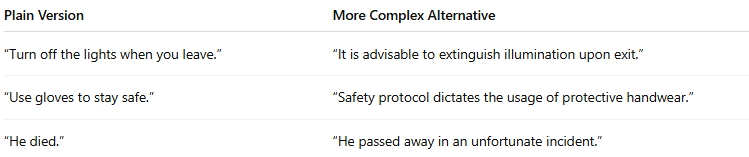 Plain Version More Complex Alternative
“Turn off the lights when you leave.” “It is advisable to extinguish illumination upon exit.”
“Use gloves to stay safe.” “Safety protocol dictates the usage of protective handwear.”
“He died.” “He passed away in an unfortunate incident.”